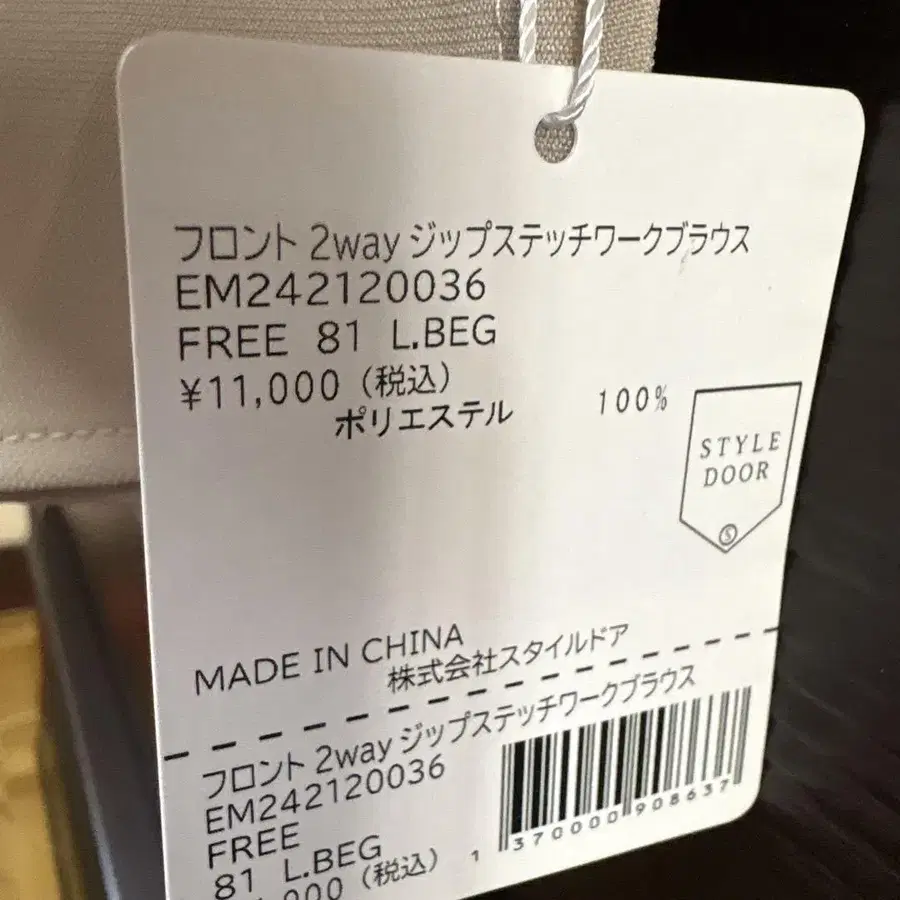 フロント 2way ジップステッチワークブラウス
EM242120036
FREE 81 L.BEG
¥11,000 (税込)
ポリエステル 100%
STYLE
DOOR
S
MADE IN CHINA
株式会社スタイルドア
フロント 2way ジップステッチワークブラウス
EM242120036
FREE
81 L.BEG
,000 (税込)
1 370000 908637